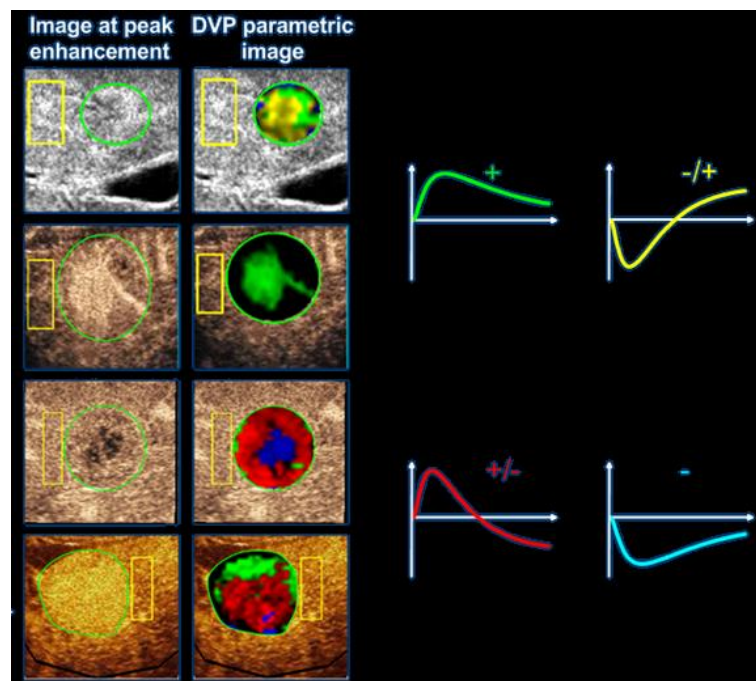 Image at peak
enhancement
DVP parametric
image
+
-/+
+/-
-